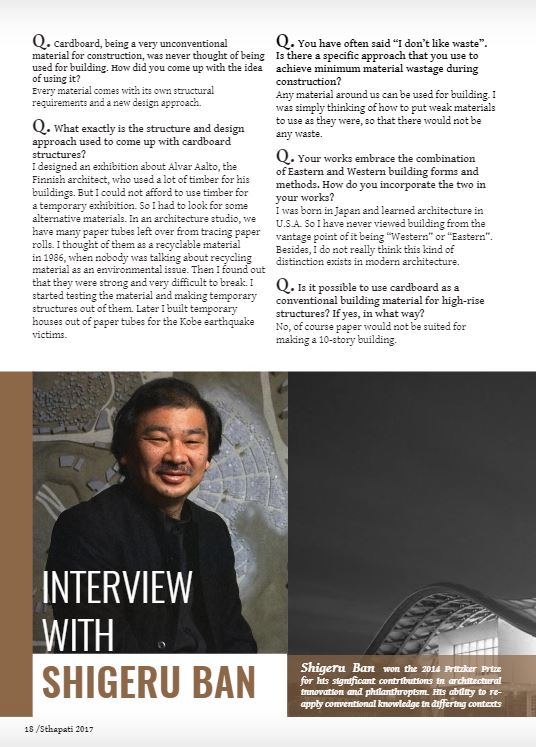 Q. Cardboard, being a very unconventional
material for construction, was never thought of being
used for building. How did you come up with the idea
of using it?
Every material comes with its own structural
requirements and a new design approach.
Q. What exactly is the structure and design
approach used to come up with cardboard
structures?
I designed an exhibition about Alvar Aalto, the
Finnish architect, who used a lot of timber for his
buildings. But I could not afford to use timber for
a temporary exhibition. So I had to look for some
alternative materials. In an architecture studio, we
have many paper tubes left over from tracing paper
rolls. I thought of them as a recyclable material
in 1986, when nobody was talking about recycling
material as an environmental issue. Then I found out
that they were strong and very difficult to break. I
started testing the material and making temporary
structures out of them. Later I built temporary
houses out of paper tubes for the Kobe earthquake
victims.
Q. You have often said “I don’t like waste”.
Is there a specific approach that you use to
achieve minimum material wastage during
construction?
Any material around us can be used for building. I
was simply thinking of how to put weak materials
to use as they were, so that there would not be
any waste.
Q. Your works embrace the combination
of Eastern and Western building forms and
methods. How do you incorporate the two in
your works?
I was born in Japan and learned architecture in
U.S.A. So I have never viewed building from the
vantage point of it being “Western” or “Eastern”.
Besides, I do not really think this kind of
distinction exists in modern architecture.
Q. Is it possible to use cardboard as a
conventional building material for high-rise
structures? If yes, in what way?
No, of course paper would not be suited for
making a 10-story building.
INTERVIEW
WITH
SHIGERU BAN
Shigeru Ban won the 2014 Pritzker Prize
for his significant contributions in architectural
innovation and philanthropism. His ability to re-
apply conventional knowledge in differing contexts
18 /Sthapati 2017